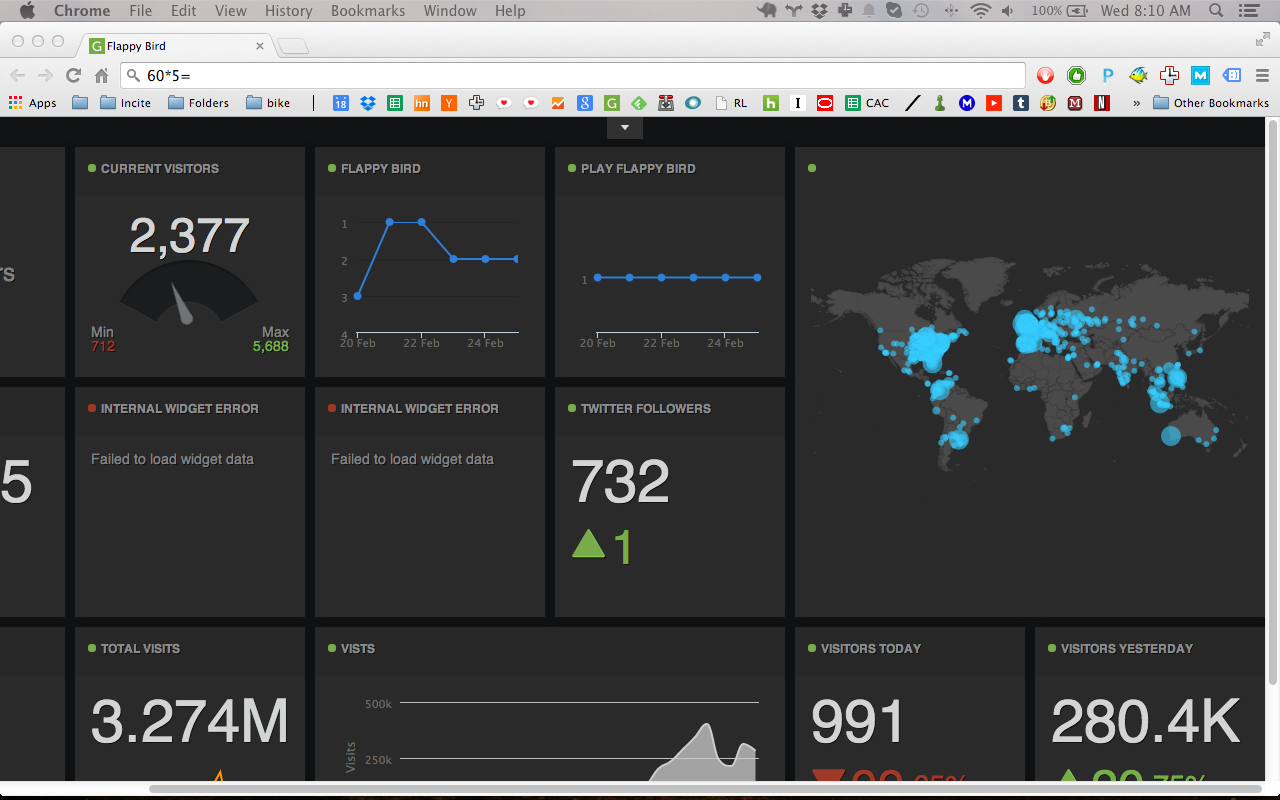 Chrome File Edit View History Bookmarks Window Help 100% Wed 8:10 AM
G Flappy Bird
60*5=
Apps Incite Folders bike 18 hn Y 8 G RL h I CAC M t M N » Other Bookmarks
P M
CURRENT VISITORS
2,377
Min Max
712 5,688
FLAPPY BIRD
1
2
3
4
20 Feb 22 Feb 24 Feb
PLAY FLAPPY BIRD
1
20 Feb 22 Feb 24 Feb
rs
5
INTERNAL WIDGET ERROR
Failed to load widget data
INTERNAL WIDGET ERROR
Failed to load widget data
TWITTER FOLLOWERS
732
1
TOTAL VISITS
3.274M
VISTS
500k
250k
Visits
VISITORS TODAY
991
VISITORS YESTERDAY
280.4K